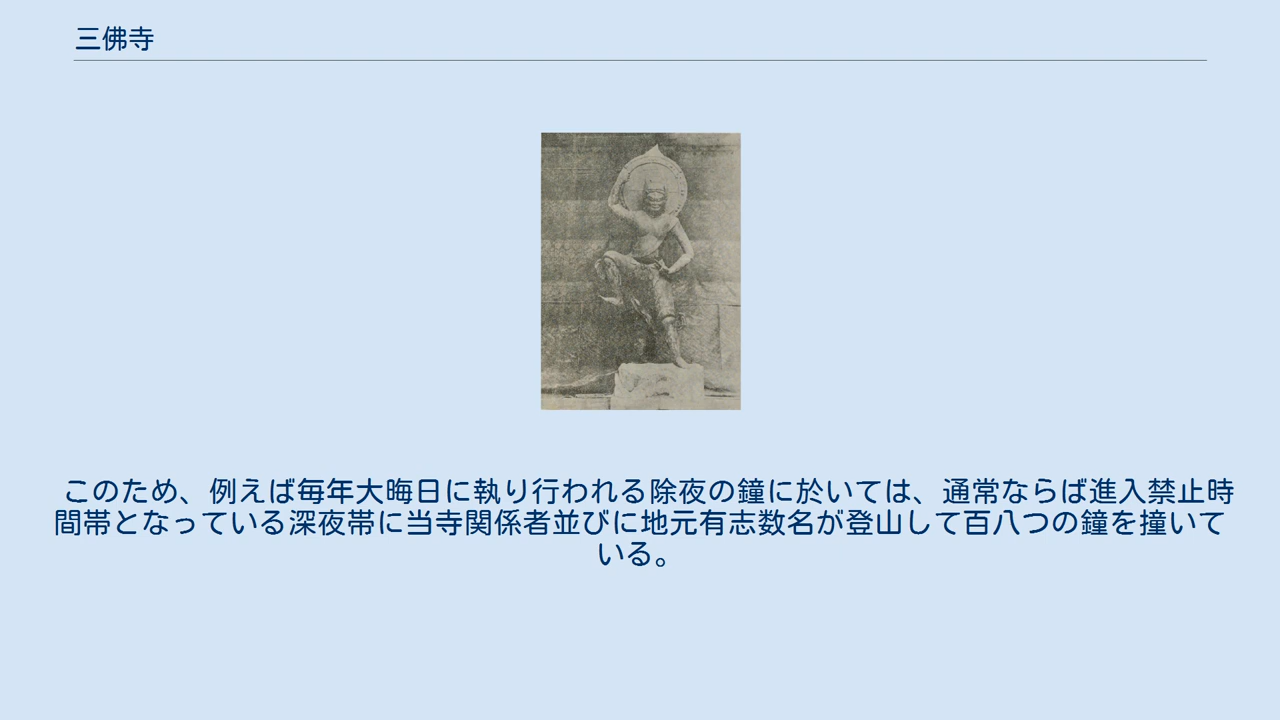 三佛寺
このため、例えば毎年大晦日に執り行われる除夜の鐘に於いては、通常ならば進入禁止時
間帯となっている深夜帯に当寺関係者並びに地元有志数名が登山して百八つの鐘を撞いて
いる。